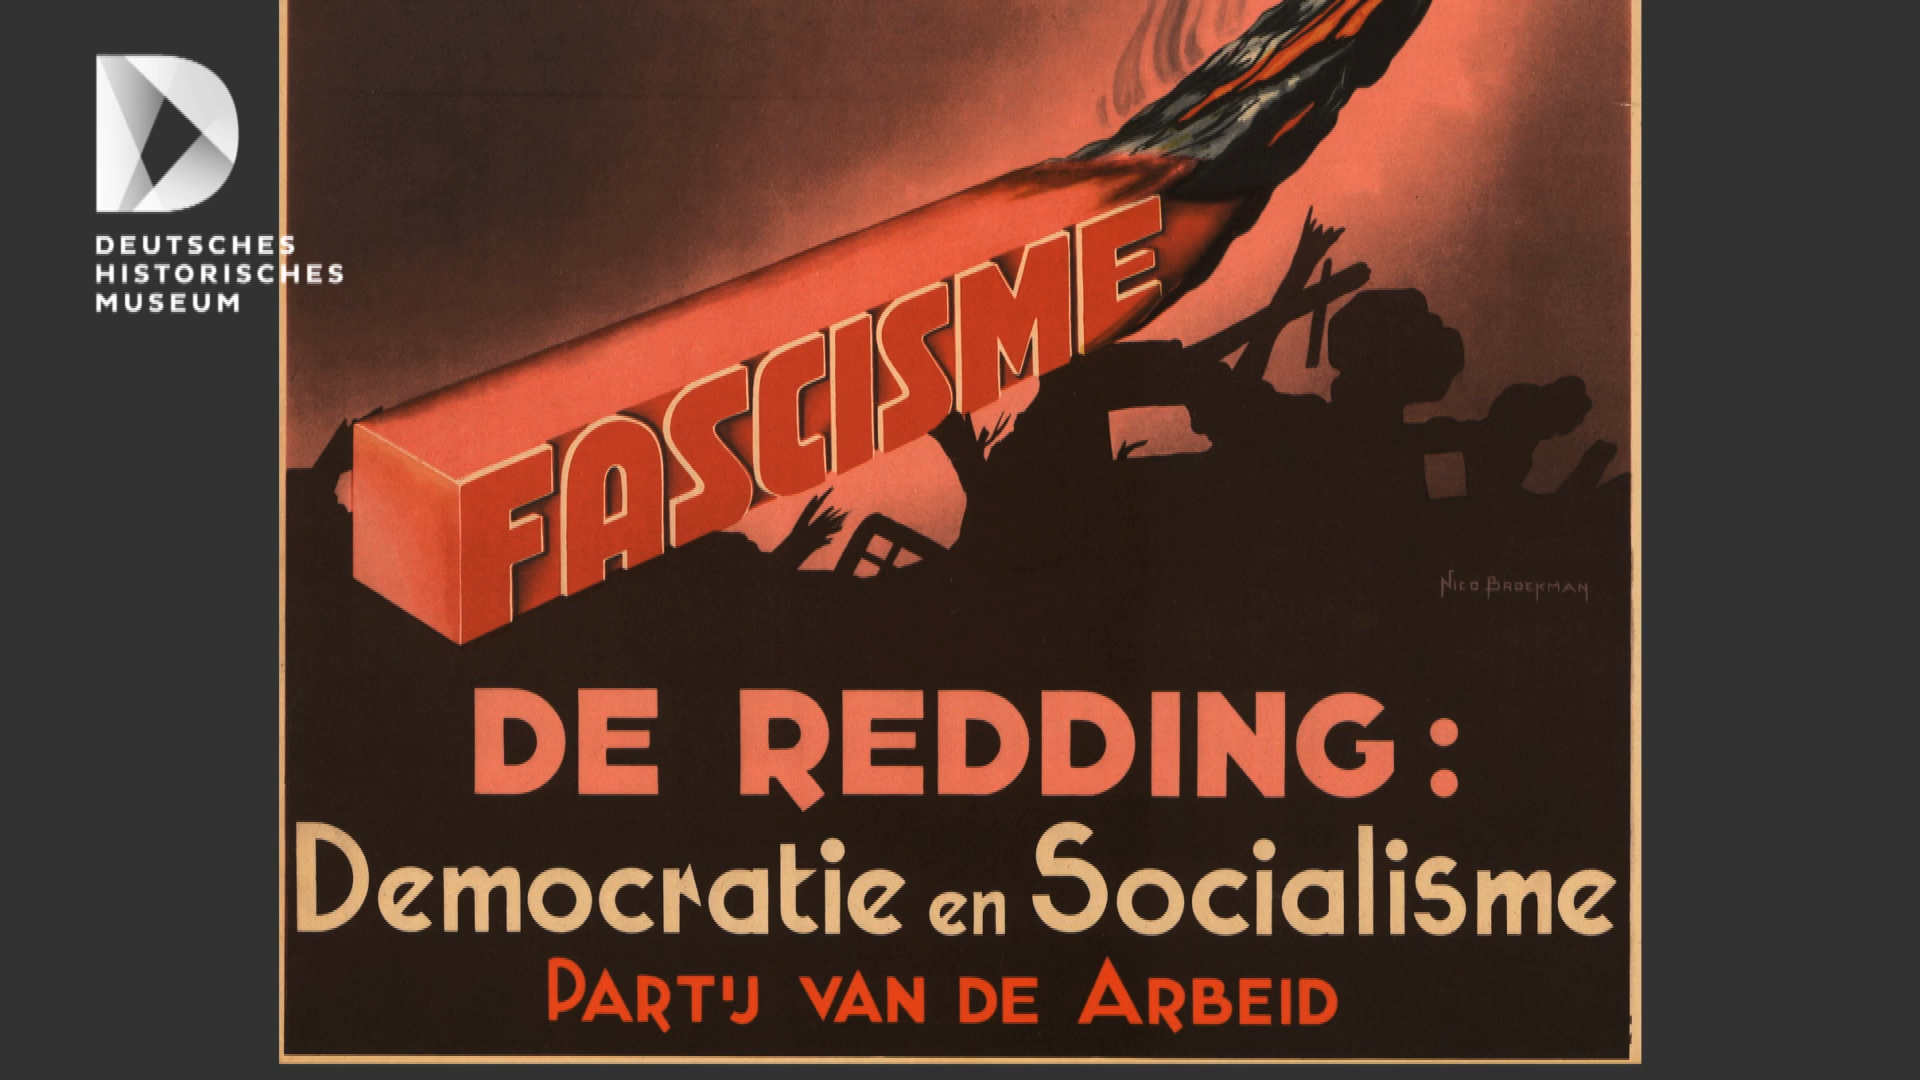 DEUTSCHES
HISTORISCHES
MUSEUM
FASCISME
NICO BROEKMAN
DE REDDING:
Democratie en Socialisme
PARTIJ VAN DE ARBEID